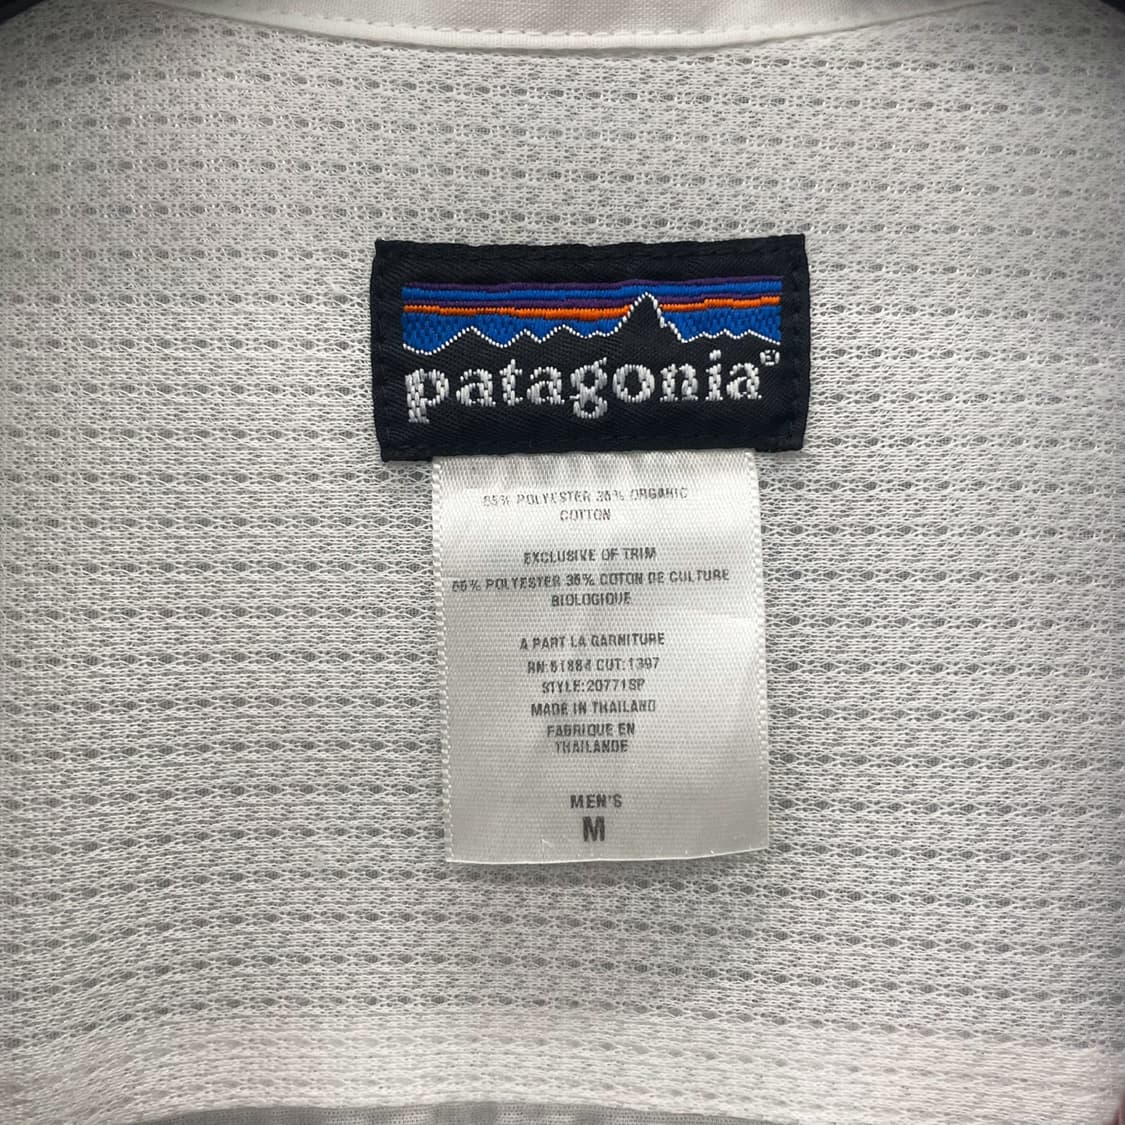 patagonia®
65% POLYESTER 35% ORGANIC
COTTON
EXCLUSIVE OF TRIM
65% POLYESTER 35% COTON DE CULTURE
BIOLOGIQUE
A PART LA GARNITURE
RN:51884 CUT:1397
STYLE:20771SP
MADE IN THAILAND
FABRIQUE EN
THAILANDE
MEN'S
M